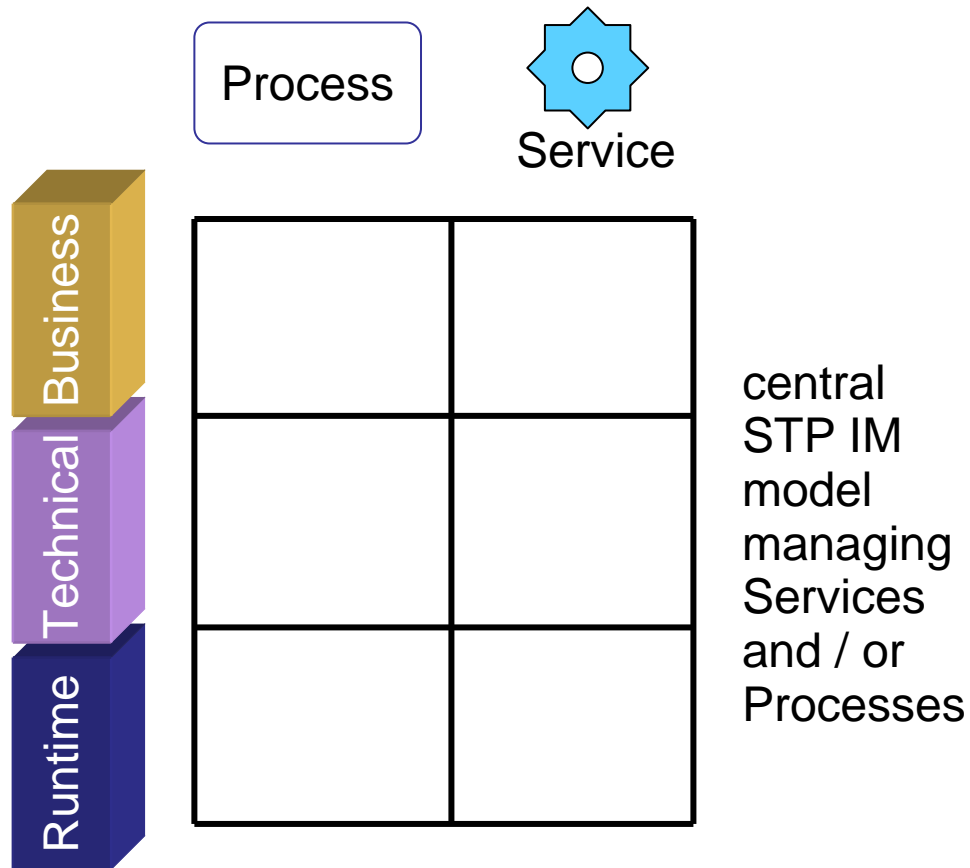 Process
Service
Business
Technical
Runtime
central
STP IM
model
managing
Services
and / or
Processes